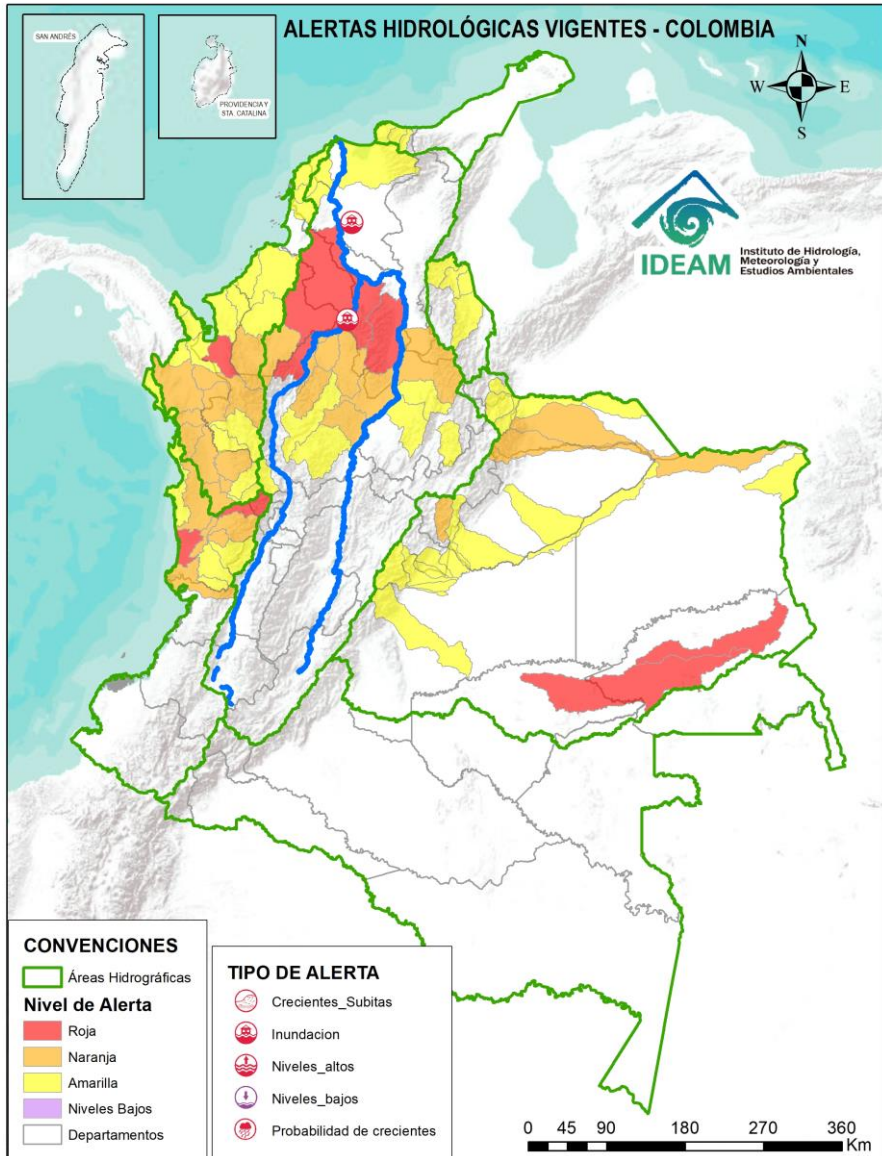 ALERTAS HIDROLÓGICAS VIGENTES - COLOMBIA
SAN ANDRÉS
PROVIDENCIA Y
STA. CATALINA
N
W
E
S
IDEAM
Instituto de Hidrología,
Meteorología y
Estudios Ambientales
CONVENCIONES
Áreas Hidrográficas
Nivel de Alerta
Roja
Naranja
Amarilla
Niveles Bajos
Departamentos
TIPO DE ALERTA
Crecientes_Subitas
Inundacion
Niveles_altos
Niveles_bajos
Probabilidad de crecientes
0 45 90 180 270 360
Km